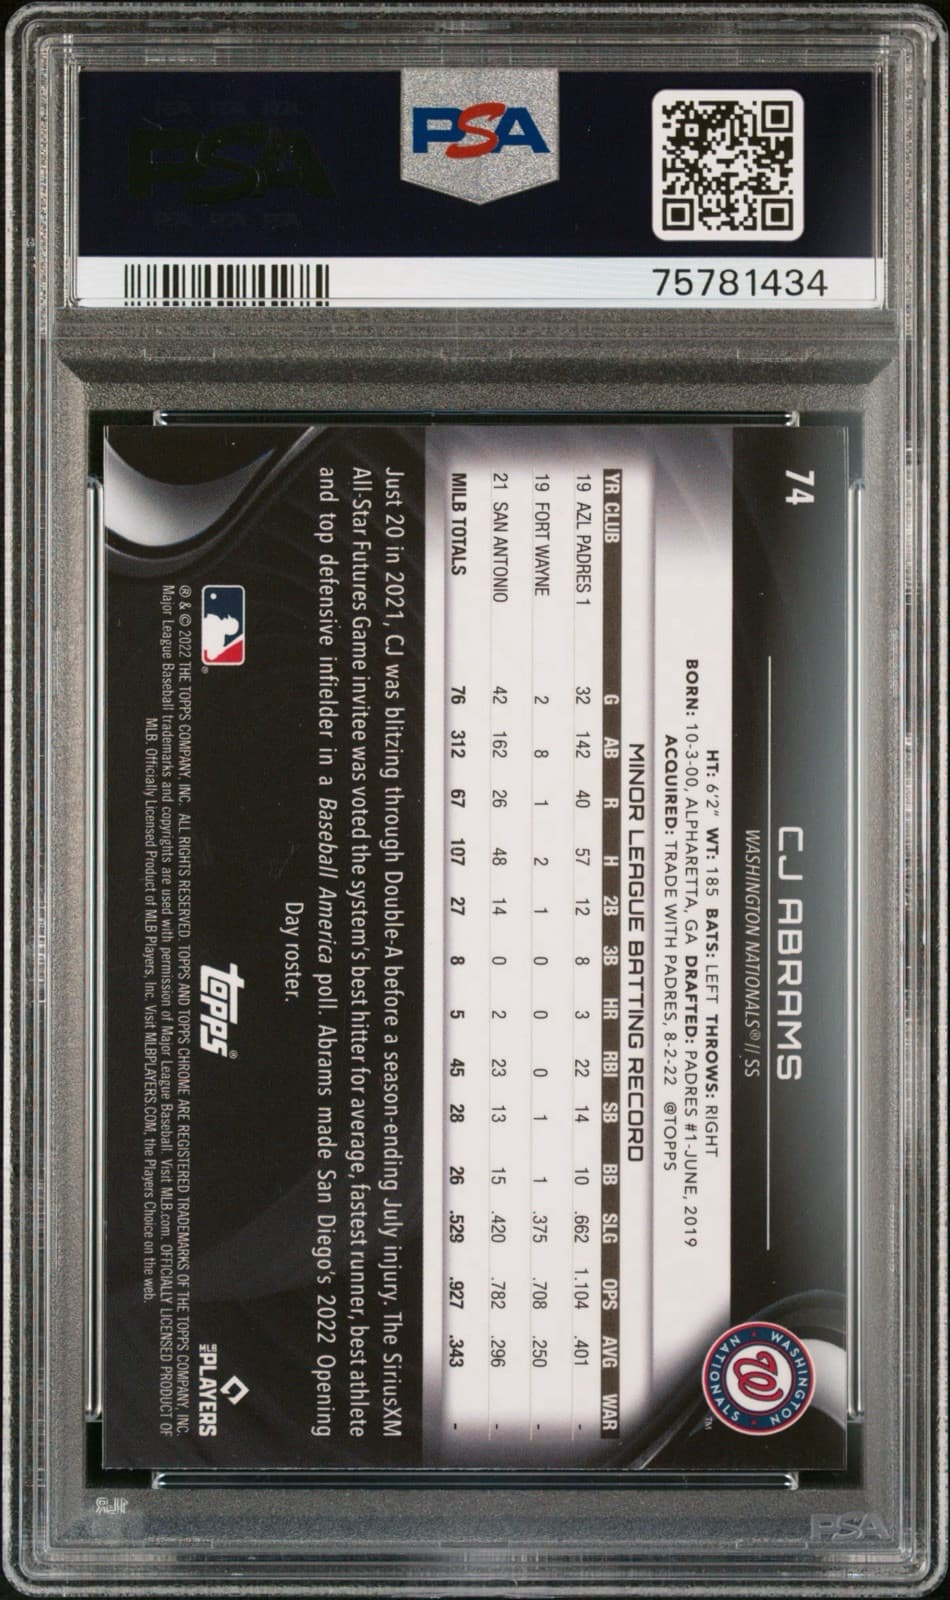 PSA
75781434
74
CJ ABRAMS
WASHINGTON NATIONALS® // SS
HT: 6'2" WT: 185 BATS: LEFT THROWS: RIGHT
BORN: 10-3-00, ALPHARETTA, GA DRAFTED: PADRES #1-JUNE, 2019
ACQUIRED: TRADE WITH PADRES, 8-2-22 @TOPPS
MINOR LEAGUE BATTING RECORD
YR CLUB G AB R H 2B 3B HR RBI SB BB SLG OPS AVG WAR
19 AZL PADRES 1 32 142 40 57 12 8 3 22 14 10 .662 1.104 .401 -
19 FORT WAYNE 2 8 1 2 1 0 0 0 1 1 .375 .708 .250 -
21 SAN ANTONIO 42 162 26 48 14 0 2 23 13 15 .420 .782 .296 -
MILB TOTALS 76 312 67 107 27 8 5 45 28 26 .529 .927 .343 -
Just 20 in 2021, CJ was blitzing through Double-A before a season-ending July injury. The SiriusXM
All-Star Futures Game invitee was voted the system's best hitter for average, fastest runner, best athlete
and top defensive infielder in a Baseball America poll. Abrams made San Diego's 2022 Opening
Day roster.
WASHINGTON NATIONALS
W
™
topps®
MLB PLAYERS
® & © 2022 THE TOPPS COMPANY, INC. ALL RIGHTS RESERVED. TOPPS AND TOPPS CHROME ARE REGISTERED TRADEMARKS OF THE TOPPS COMPANY, INC.
Major League Baseball trademarks and copyrights are used with permission of Major League Baseball. Visit MLB.com. OFFICIALLY LICENSED PRODUCT OF
MLB. Officially Licensed Product of MLB Players, Inc. Visit MLBPLAYERS.COM, the Players Choice on the web.
PSA